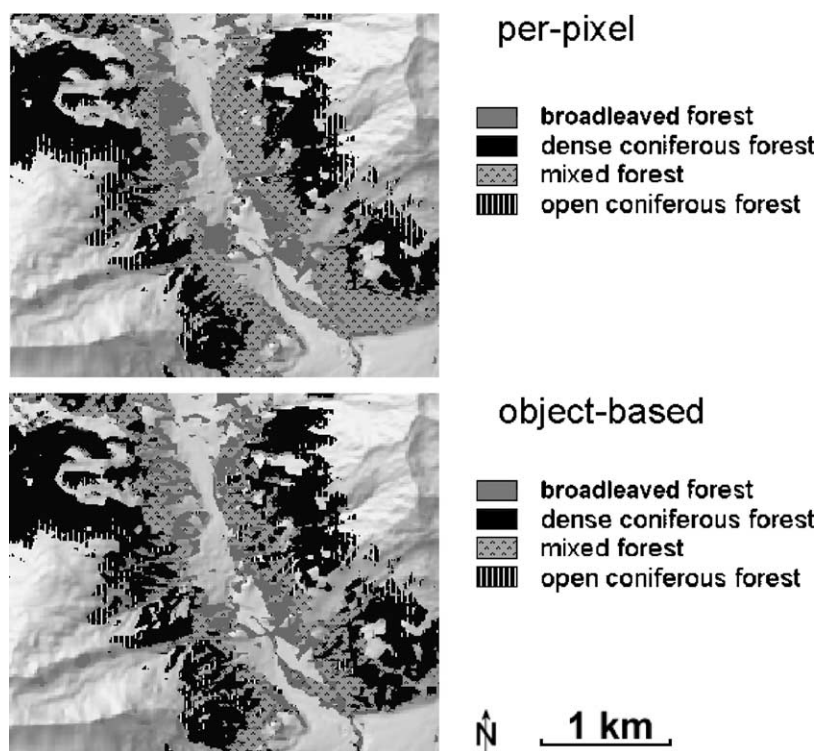 per-pixel
broadleaved forest
dense coniferous forest
mixed forest
open coniferous forest
object-based
broadleaved forest
dense coniferous forest
mixed forest
open coniferous forest
N
1 km